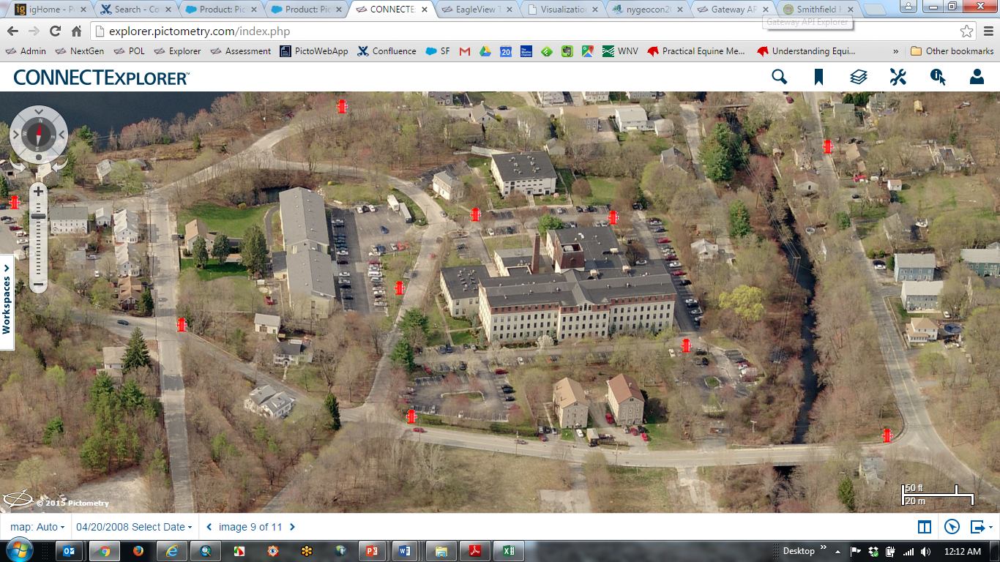 igHome - P
Search - Co
Product: Pic
Product: Pic
CONNECTE
EagleView T
Visualization
nygeocon2
Gateway AP
Smithfield
Gateway API Explorer
explorer.pictometry.com/index.php
Admin
NextGen
POL
Explorer
Assessment
PictoWebApp
Confluence
SF
20
WNV
Practical Equine Me...
Understanding Equi...
»
Other bookmarks
CONNECTEXPLORER™
N
S
Workspaces
© 2015 Pictometry
50 ft
20 m
map: Auto
04/20/2008 Select Date
image 9 of 11
Desktop
12:12 AM